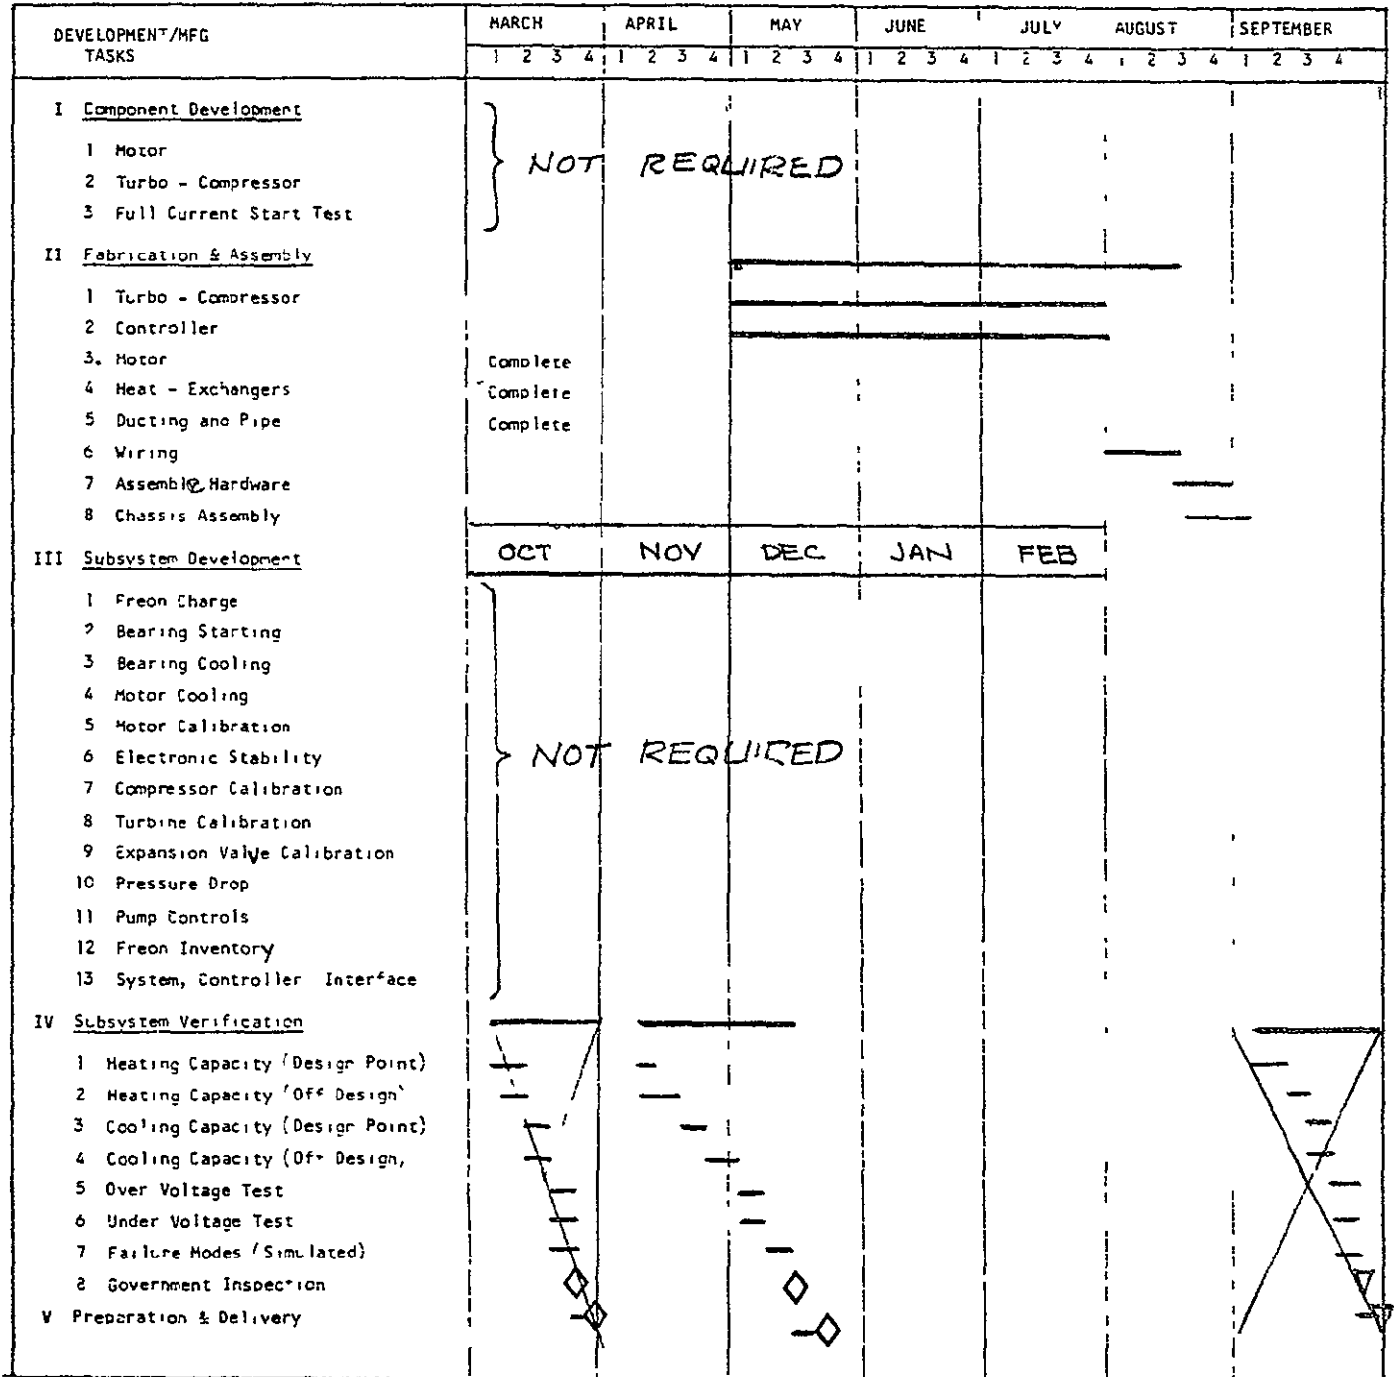 DEVELOPMENT/MFG TASKS
MARCH APRIL MAY JUNE JULY AUGUST SEPTEMBER
1 2 3 4 1 2 3 4 1 2 3 4 1 2 3 4 1 2 3 4 1 2 3 4 1 2 3 4
I Component Development
1 Motor
2 Turbo - Compressor
3 Full Current Start Test
NOT REQUIRED
II Fabrication & Assembly
1 Turbo - Compressor
2 Controller
3. Motor Complete
4 Heat - Exchangers Complete
5 Ducting and Pipe Complete
6 Wiring
7 Assemble Hardware
8 Chassis Assembly
OCT NOV DEC JAN FEB
III Subsystem Development
1 Freon Charge
2 Bearing Starting
3 Bearing Cooling
4 Motor Cooling
5 Motor Calibration
6 Electronic Stability
NOT REQUIRED
7 Compressor Calibration
8 Turbine Calibration
9 Expansion Valve Calibration
10 Pressure Drop
11 Pump Controls
12 Freon Inventory
13 System, Controller Interface
IV Subsystem Verification
1 Heating Capacity (Design Point)
2 Heating Capacity (Off Design)
3 Cooling Capacity (Design Point)
4 Cooling Capacity (Off Design,
5 Over Voltage Test
6 Under Voltage Test
7 Failure Modes (Simulated)
8 Government Inspection
V Preparation & Delivery